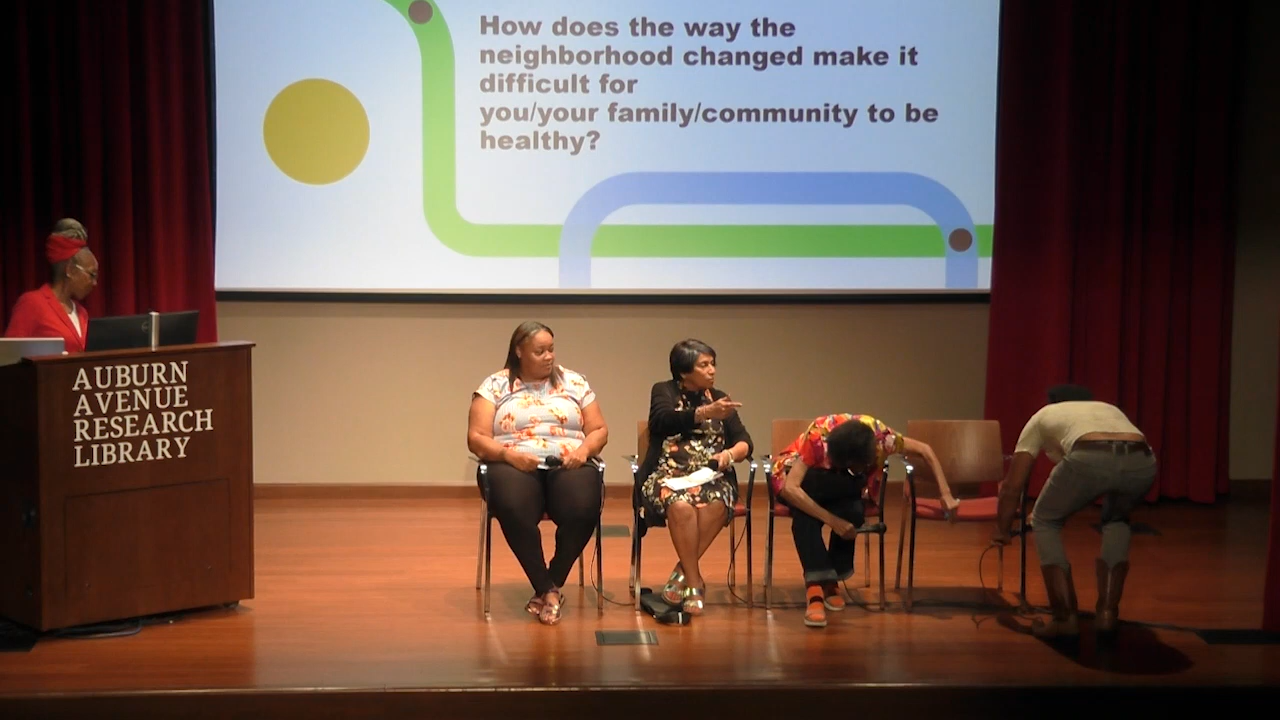 How does the way the
neighborhood changed make it
difficult for
you/your family/community to be
healthy?
AUBURN
AVENUE
RESEARCH
LIBRARY